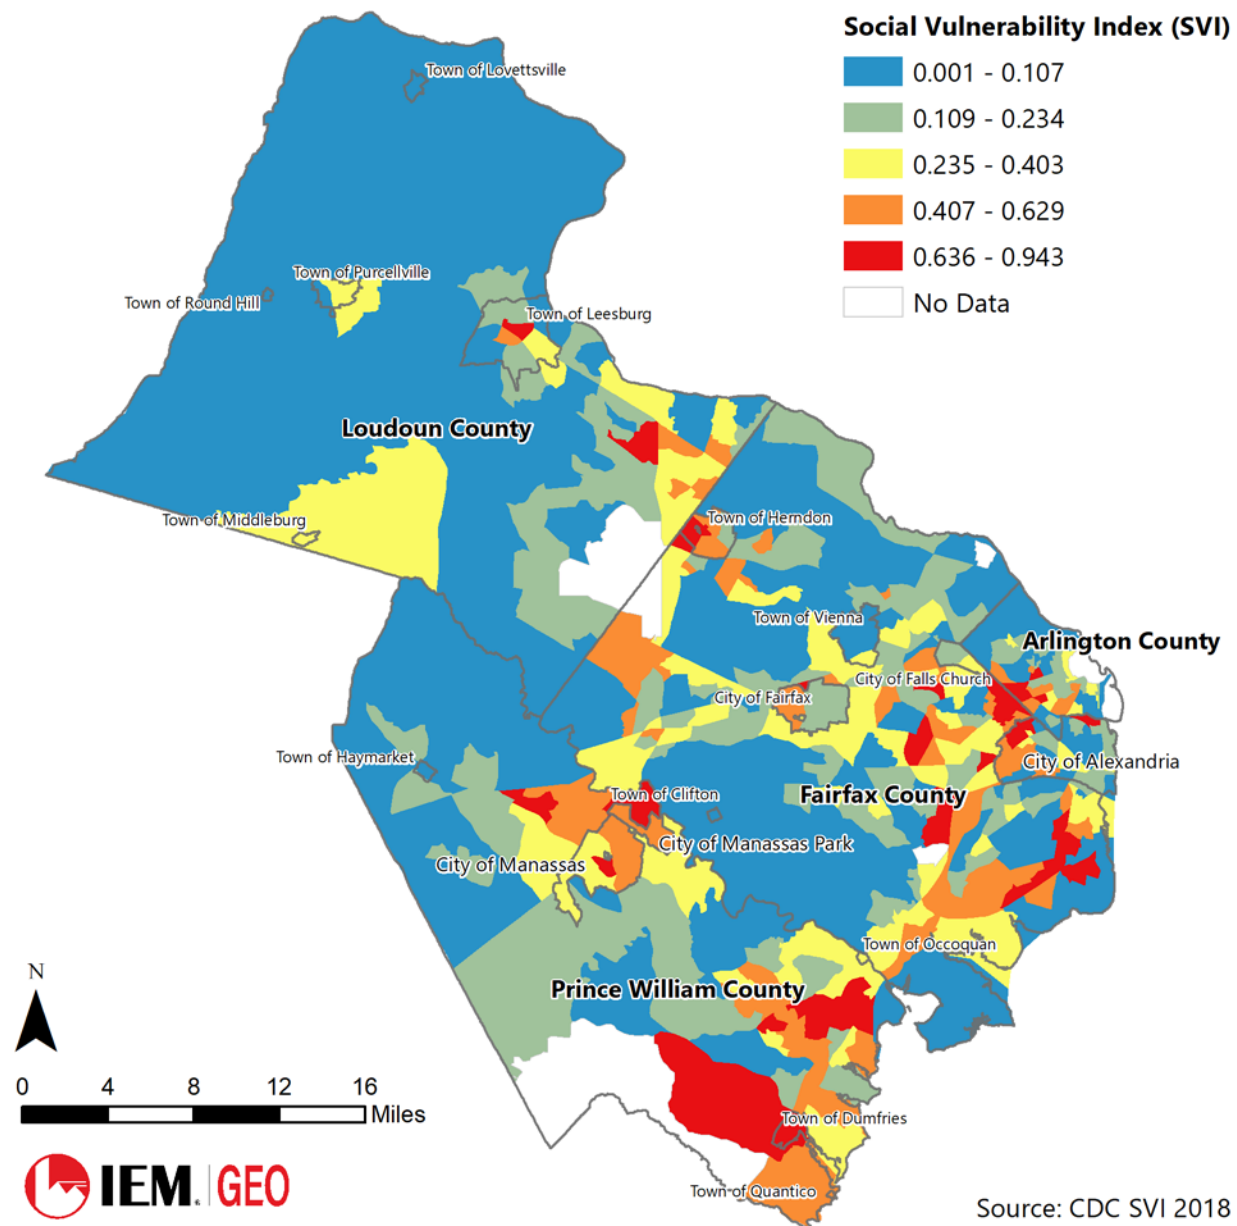 Social Vulnerability Index (SVI)
0.001 - 0.107
0.109 - 0.234
0.235 - 0.403
0.407 - 0.629
0.636 - 0.943
No Data
Town of Lovettsville
Town of Purcellville
Town of Round Hill
Town of Leesburg
Loudoun County
Town of Middleburg
Town of Herndon
Town of Vienna
Arlington County
City of Falls Church
City of Fairfax
Town of Haymarket
City of Alexandria
Town of Clifton
Fairfax County
City of Manassas Park
City of Manassas
Town of Occoquan
Prince William County
Town of Dumfries
Town of Quantico
N
0 4 8 12 16
Miles
IEM GEO
Source: CDC SVI 2018